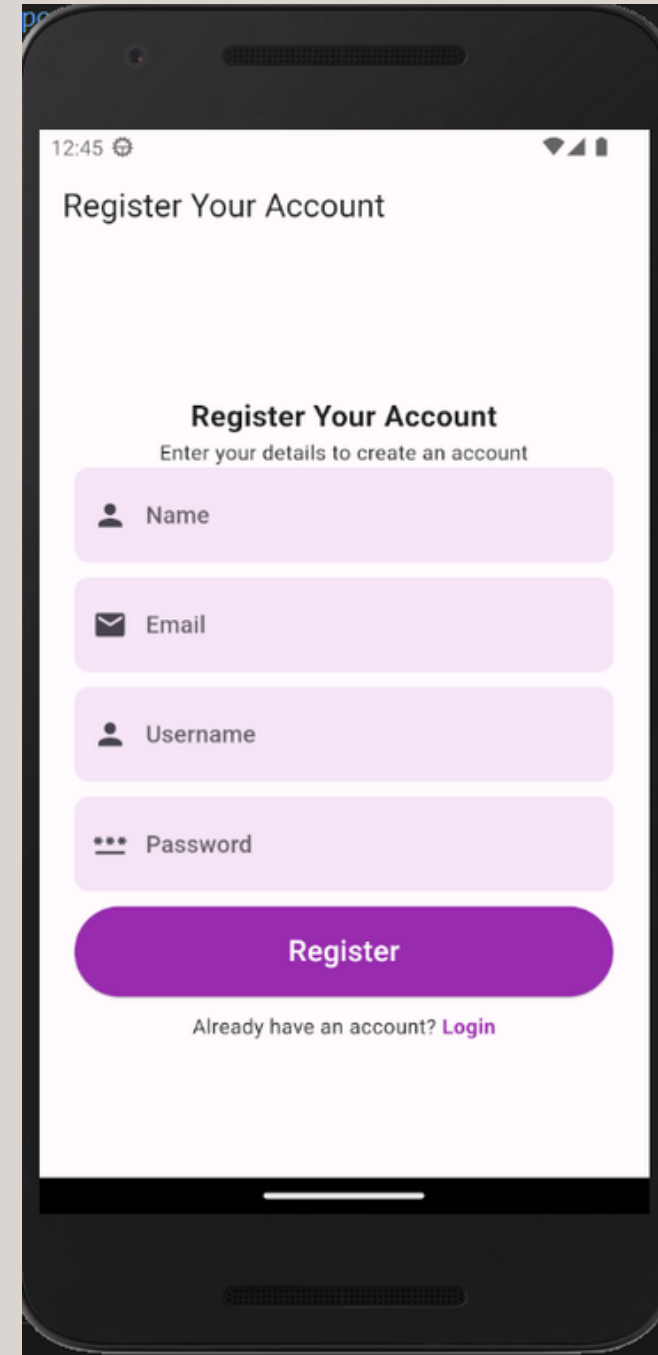 12:45
Register Your Account
Register Your Account
Enter your details to create an account
Name
Email
Username
Password
Register
Already have an account? Login